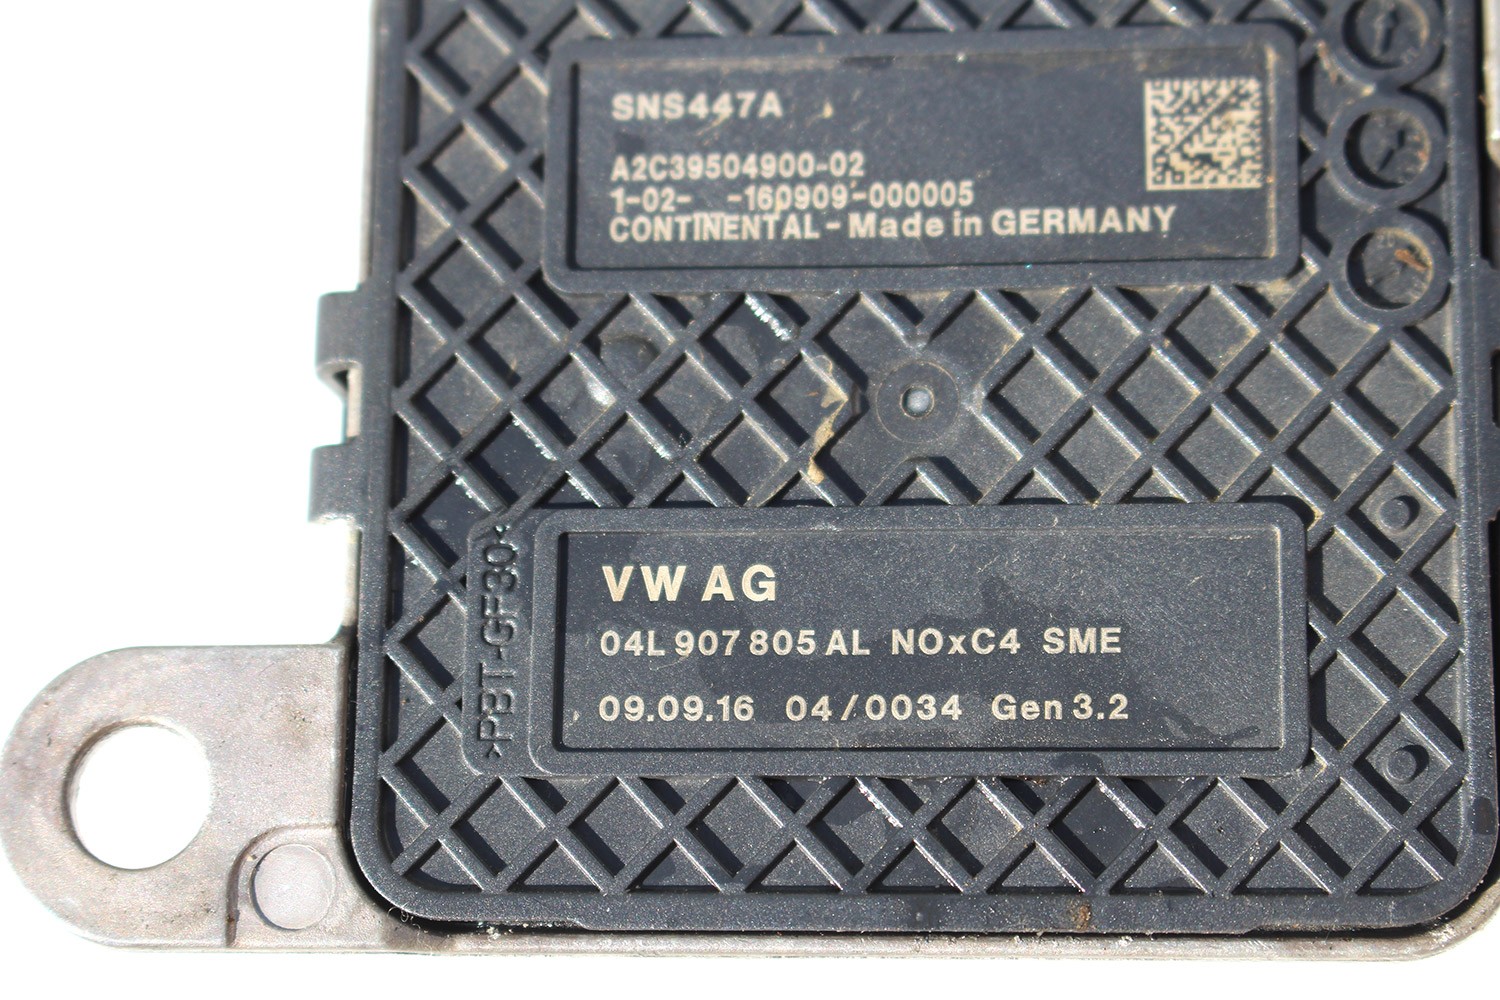 SNS447A
A2C39504900-02
1-02- -160909-000005
CONTINENTAL - Made in GERMANY
>PBT-GF30<
VW AG
04L 907 805 AL NOxC4 SME
09.09.16 04/0034 Gen 3.2